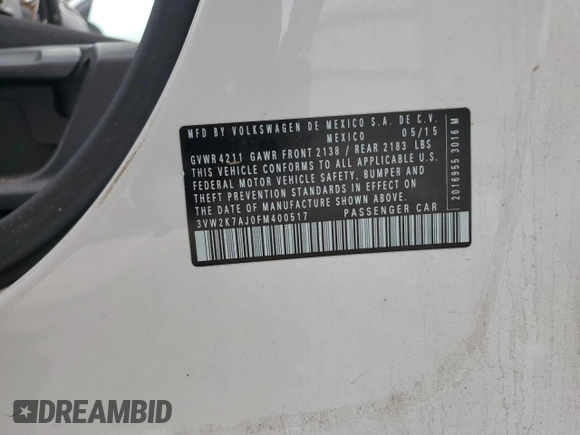 MFD BY VOLKSWAGEN DE MEXICO S.A. DE C.V.
MEXICO 05/15
GVWR 4211 GAWR FRONT 2138 / REAR 2183 LBS
THIS VEHICLE CONFORMS TO ALL APPLICABLE U.S.
FEDERAL MOTOR VEHICLE SAFETY, BUMPER AND
THEFT PREVENTION STANDARDS IN EFFECT ON
THE DATE OF MANUFACTURE SHOWN ABOVE.
3VW2K7AJ0FM400517 PASSENGER CAR
2016955 3016 M
DREAMBID